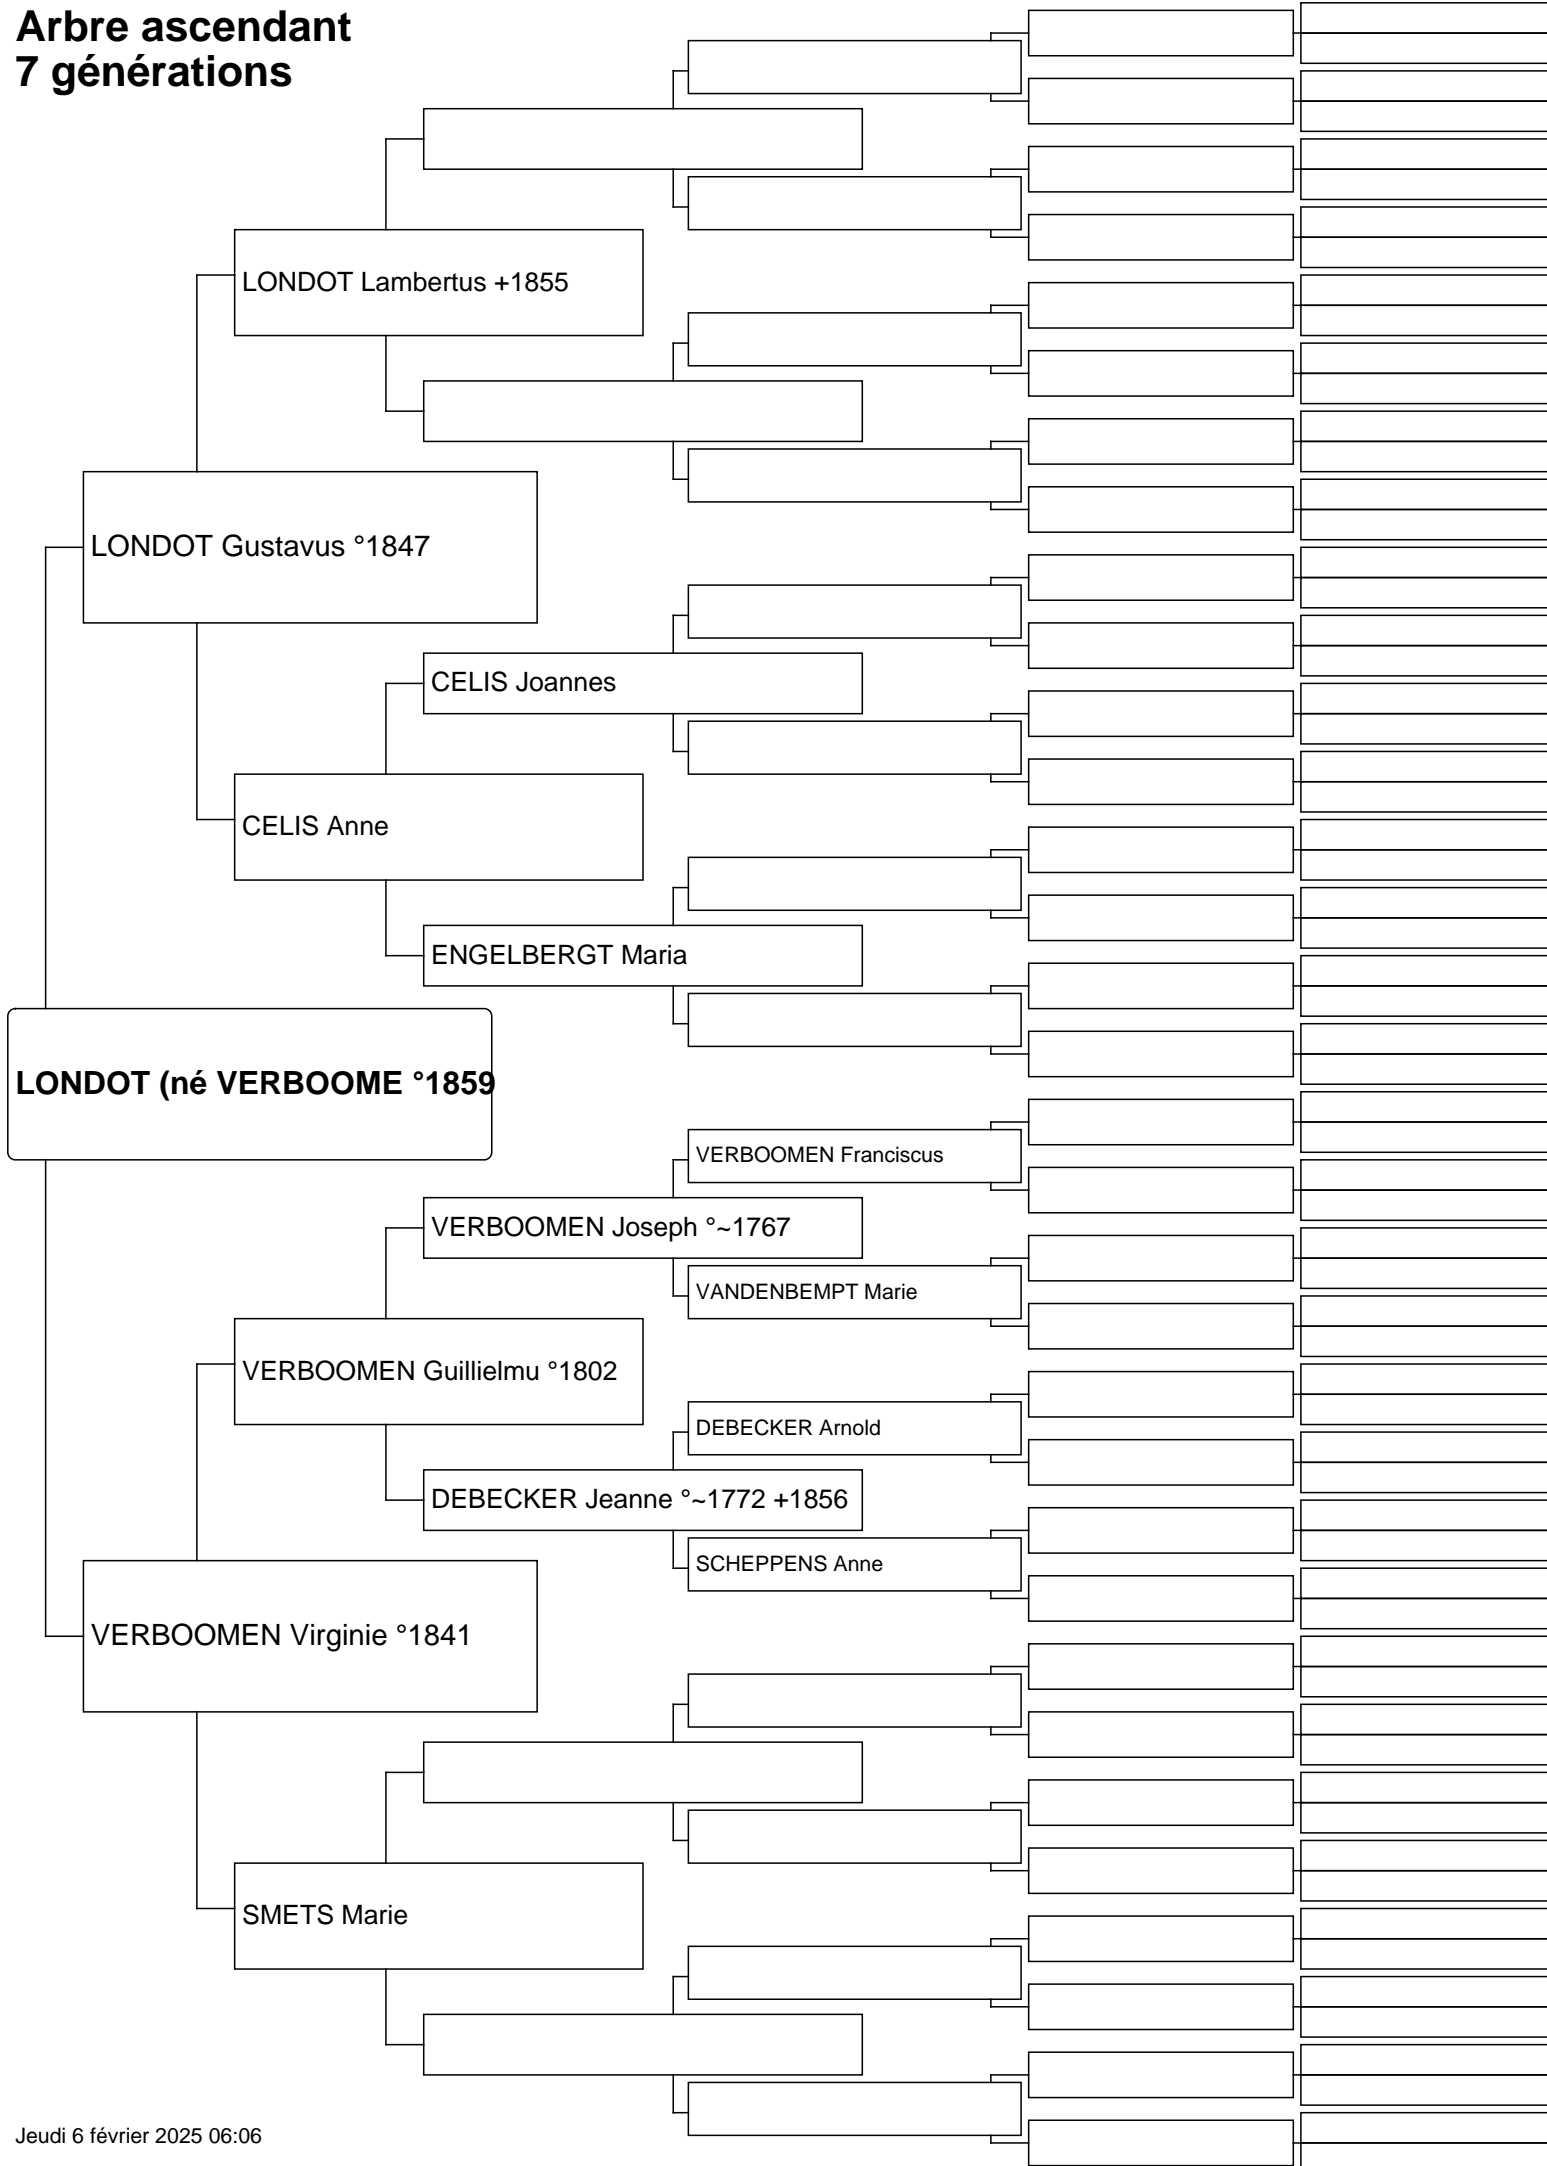 Arbre ascendant
7 générations
LONDOT Lambertus +1855
LONDOT Gustavus °1847
CELIS Joannes
CELIS Anne
ENGELBERGT Maria
LONDOT (né VERBOOME °1859
VERBOOMEN Franciscus
VERBOOMEN Joseph °~1767
VANDENBEMPT Marie
VERBOOMEN Guillielmu °1802
DEBECKER Arnold
DEBECKER Jeanne °~1772 +1856
SCHEPPENS Anne
VERBOOMEN Virginie °1841
SMETS Marie
Jeudi 6 février 2025 06:06